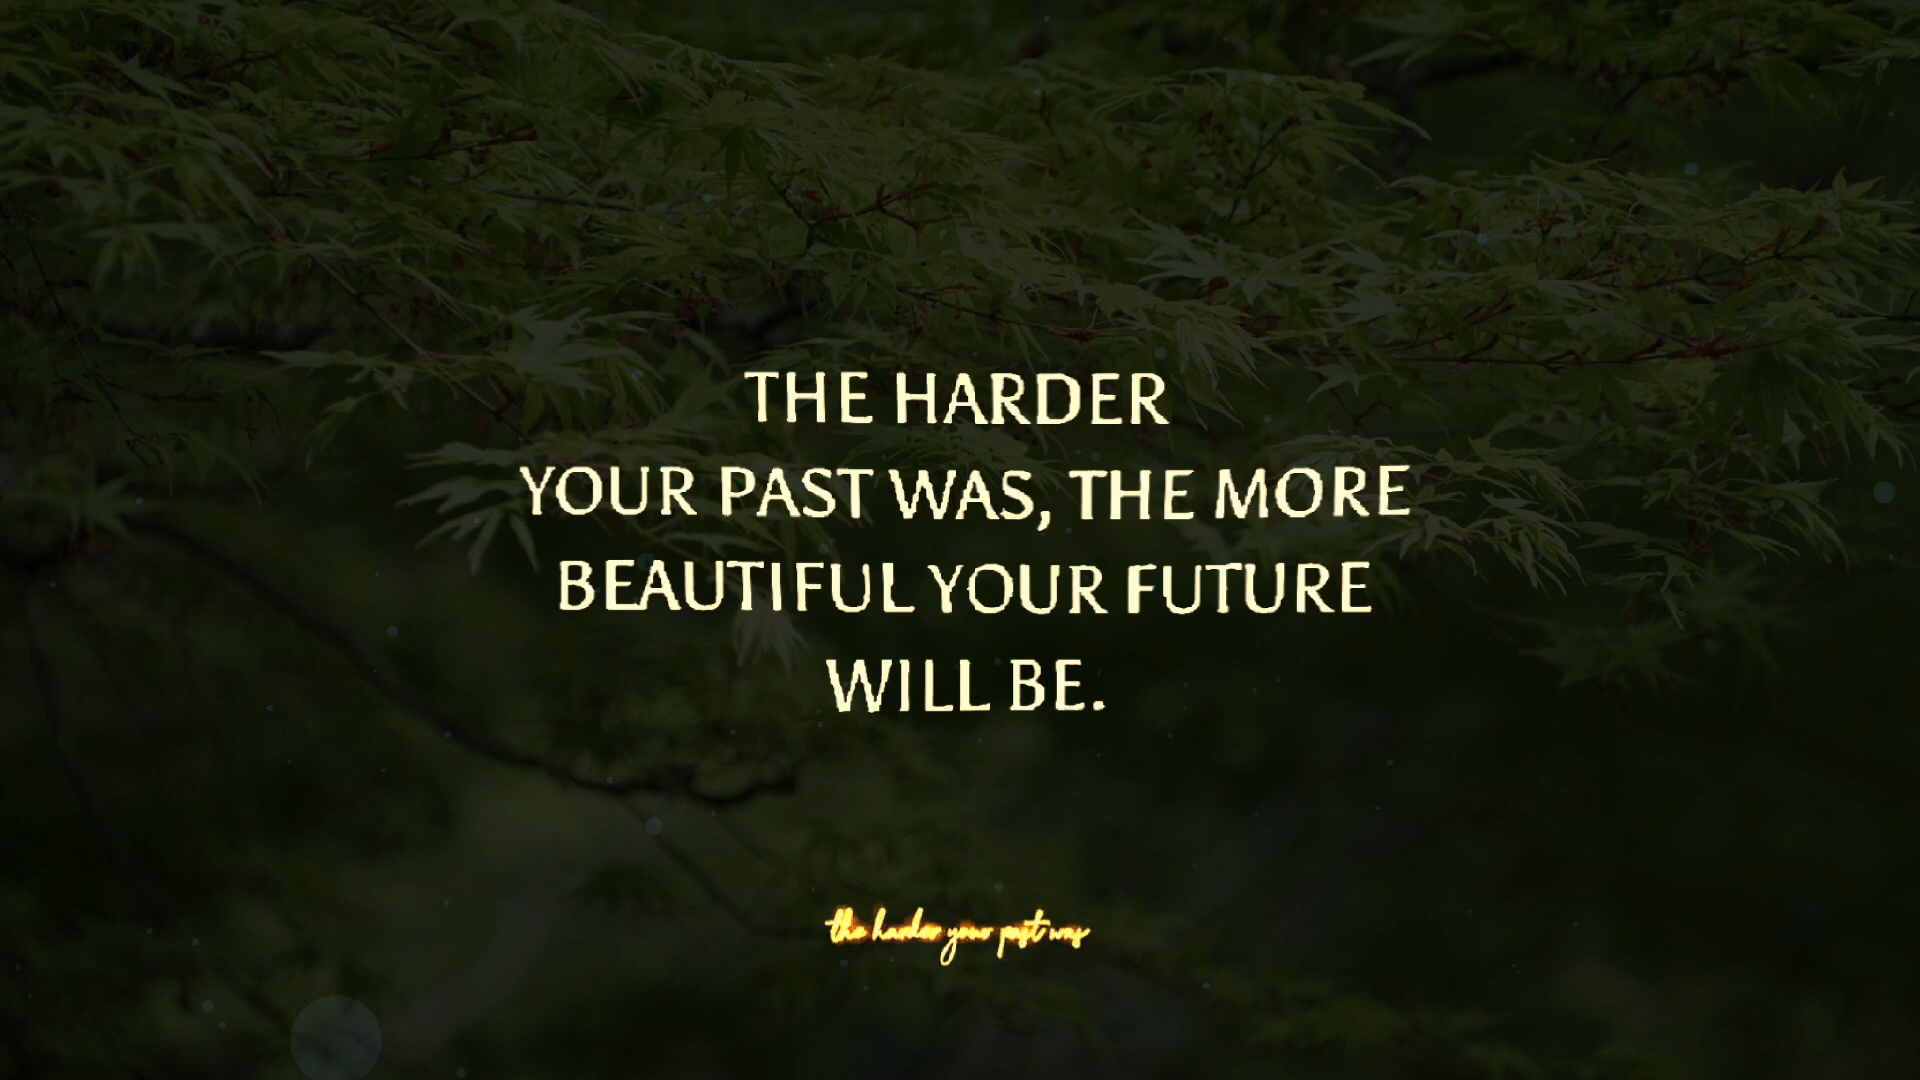 THE HARDER
YOUR PAST WAS, THE MORE
BEAUTIFUL YOUR FUTURE
WILL BE.
the harder your past was